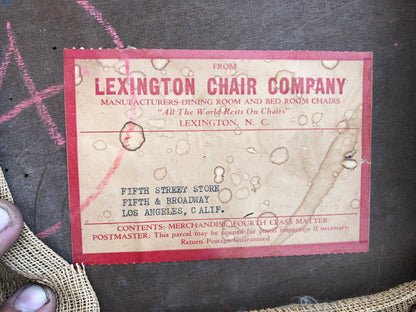 FROM
LEXINGTON CHAIR COMPANY
MANUFACTURERS-DINING ROOM AND BED ROOM CHAIRS
"All The World Rests On Chairs"
LEXINGTON, N. C.
FIFTH STREET STORE
FIFTH & BROADWAY
LOS ANGELES, CALIF.
CONTENTS: MERCHANDISE, FOURTH CLASS MATTER
POSTMASTER: This parcel may be opened for postal inspection if necessary.
Return Postage Guaranteed